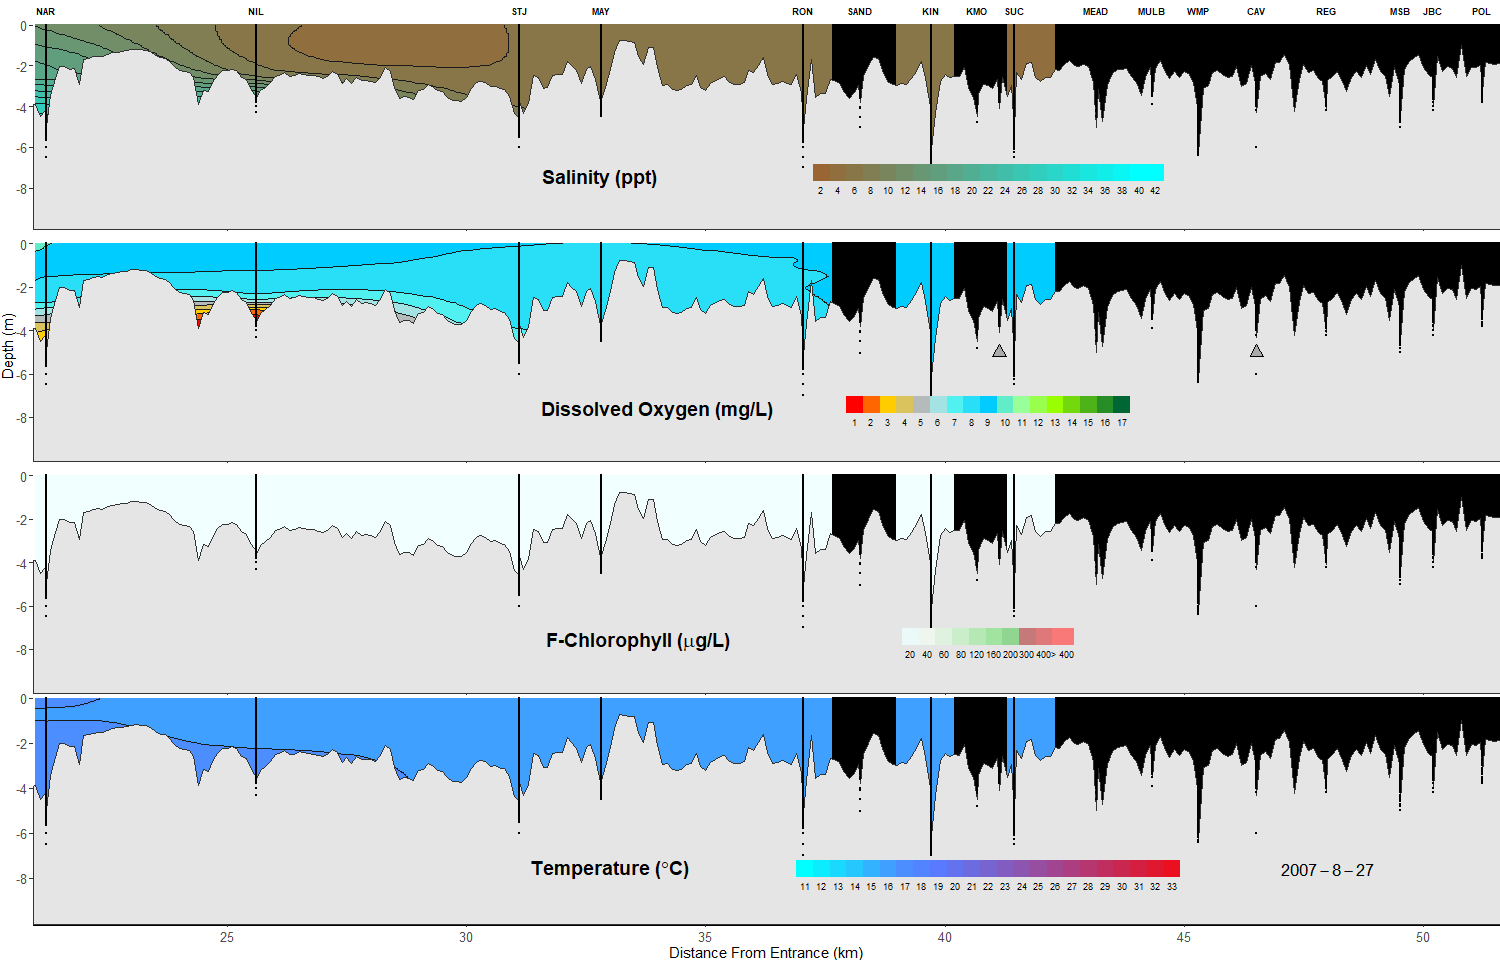 NAR NIL STJ MAY RON SAND KIN KMO SUC MEAD MULB WMP CAV REG MSB JBC POL
0
-2
-4
-6
-8
Salinity (ppt)
2 4 6 8 10 12 14 16 18 20 22 24 26 28 30 32 34 36 38 40 42
0
-2
-4
-6
-8
Depth (m)
Dissolved Oxygen (mg/L)
1 2 3 4 5 6 7 8 9 10 11 12 13 14 15 16 17
0
-2
-4
-6
-8
F-Chlorophyll (μg/L)
20 40 60 80 120 160 200 300 400> 400
0
-2
-4
-6
-8
Temperature (°C)
11 12 13 14 15 16 17 18 19 20 21 22 23 24 25 26 27 28 29 30 31 32 33
2007 – 8 – 27
25 30 35 40 45 50
Distance From Entrance (km)